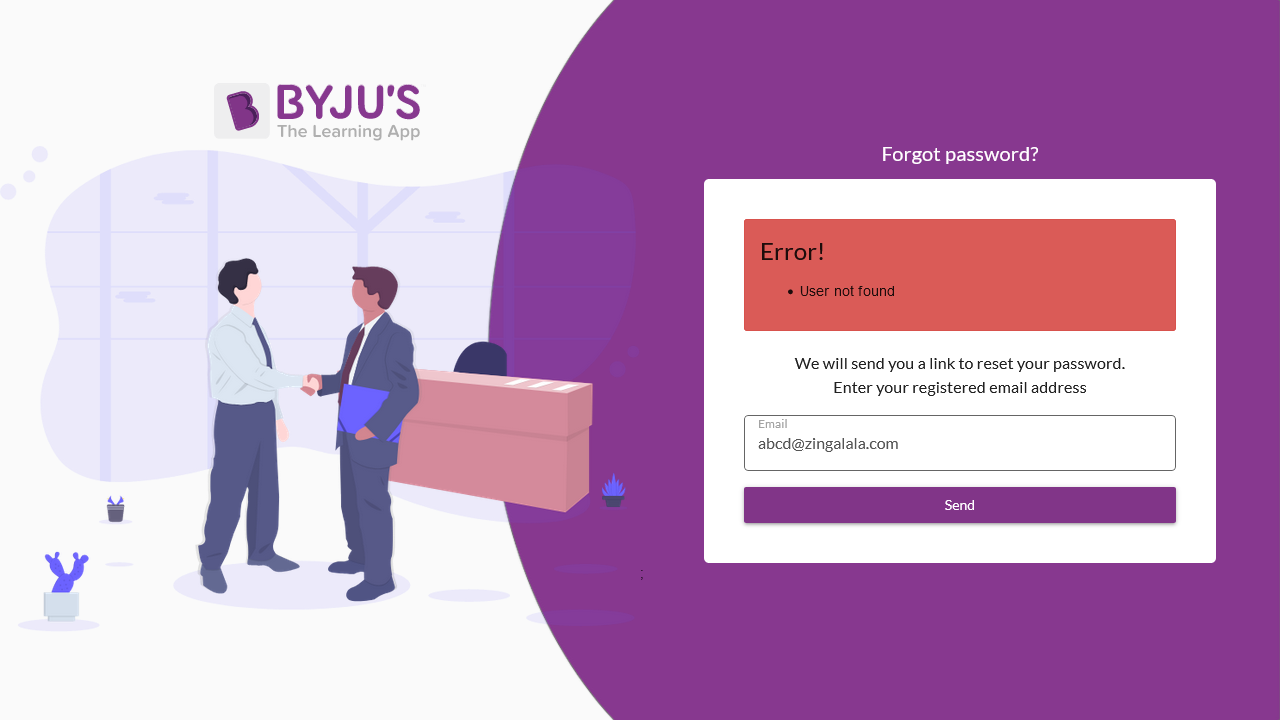 BYJU'S
The Learning App
Forgot password?
Error!
• User not found
We will send you a link to reset your password.
Enter your registered email address
Email
abcd@zingalala.com
Send
;